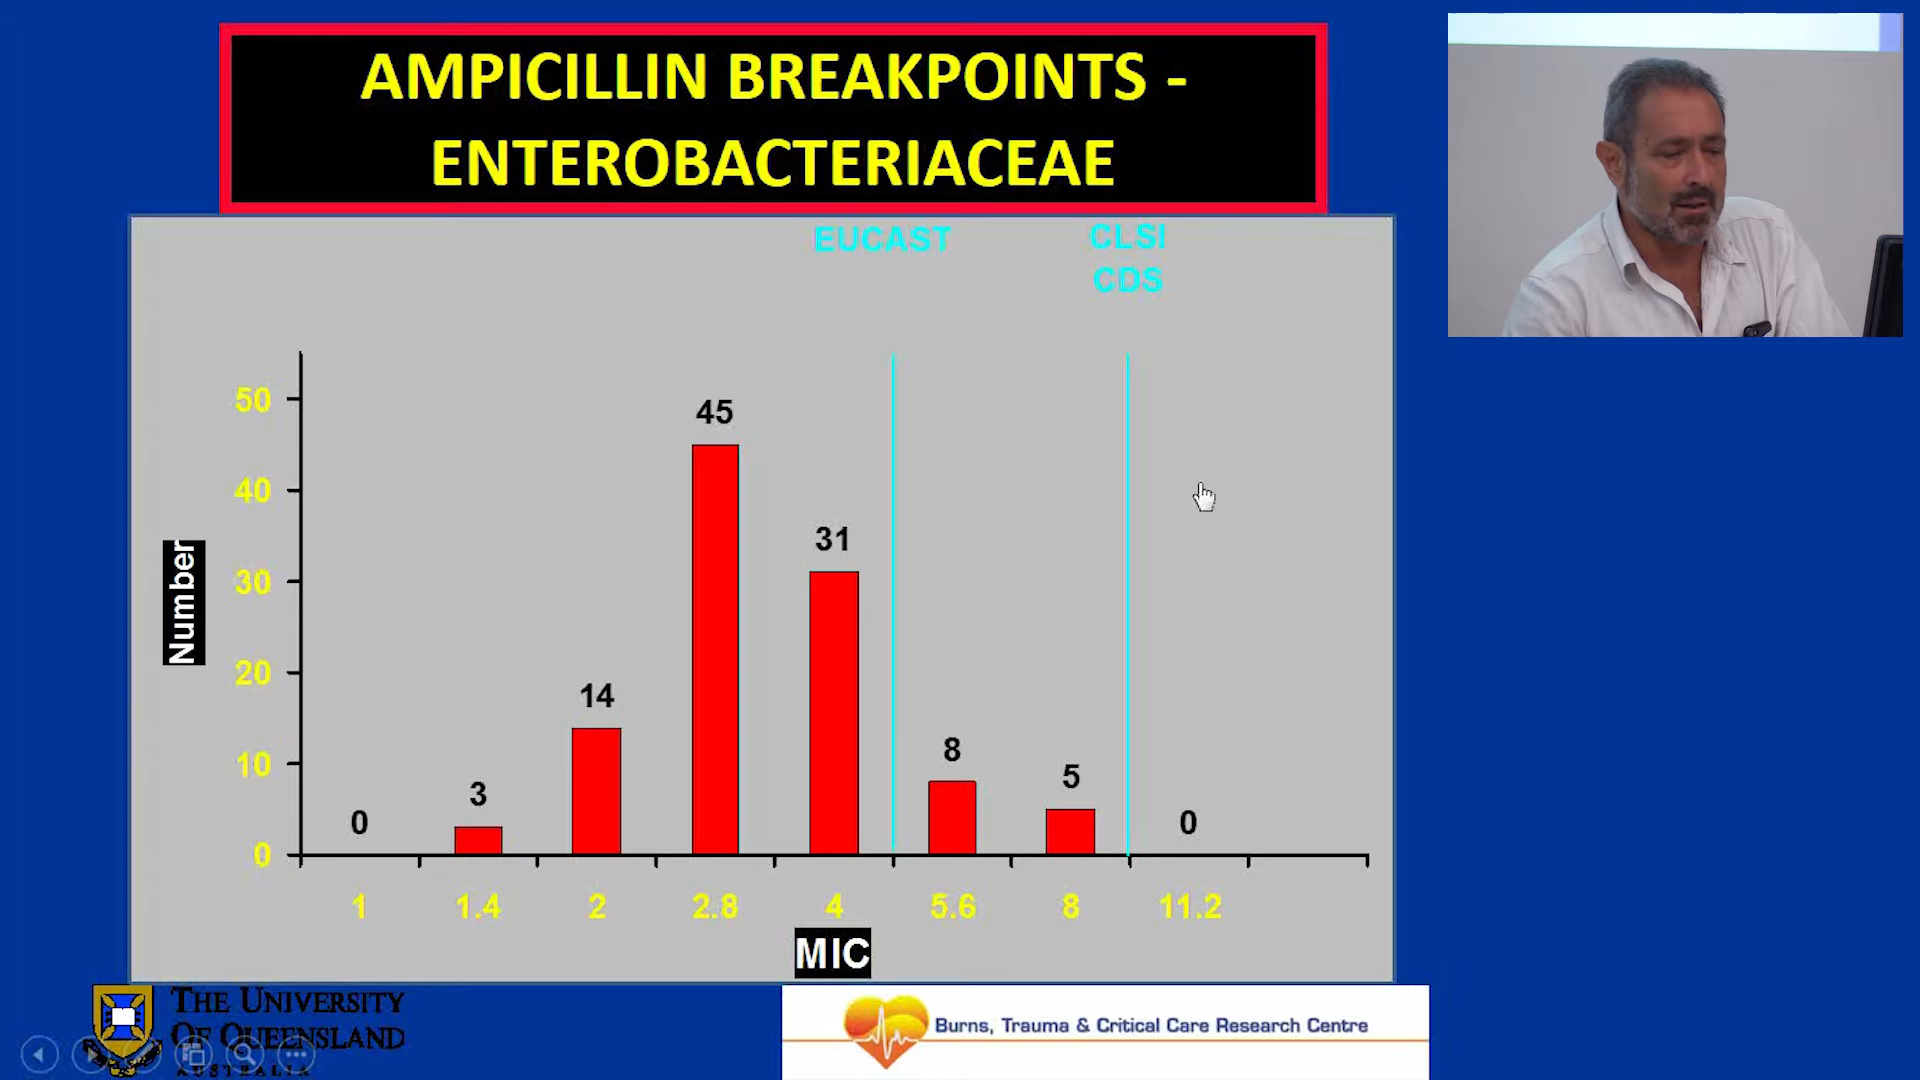 AMPICILLIN BREAKPOINTS -
ENTEROBACTERIACEAE
EUCAST
CLSI
CDS
Number
50
40
30
20
10
0
0
3
14
45
31
8
5
0
1
1.4
2
2.8
4
5.6
8
11.2
MIC
THE UNIVERSITY
OF QUEENSLAND
AUSTRALIA
Burns, Trauma & Critical Care Research Centre